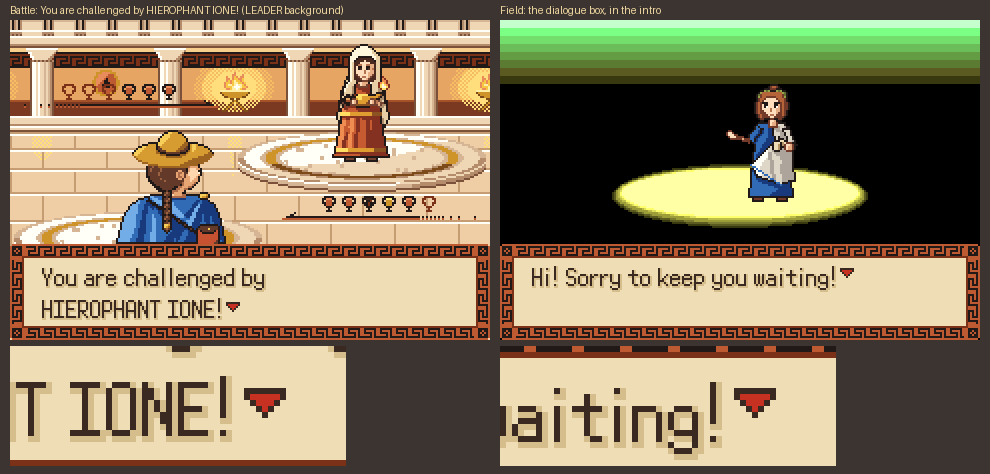 Battle: You are challenged by HIEROPHANT IONE! (LEADER background)
Field: the dialogue box, in the intro
You are challenged by
HIEROPHANT IONE!
Hi! Sorry to keep you waiting!
T IONE!
waiting!